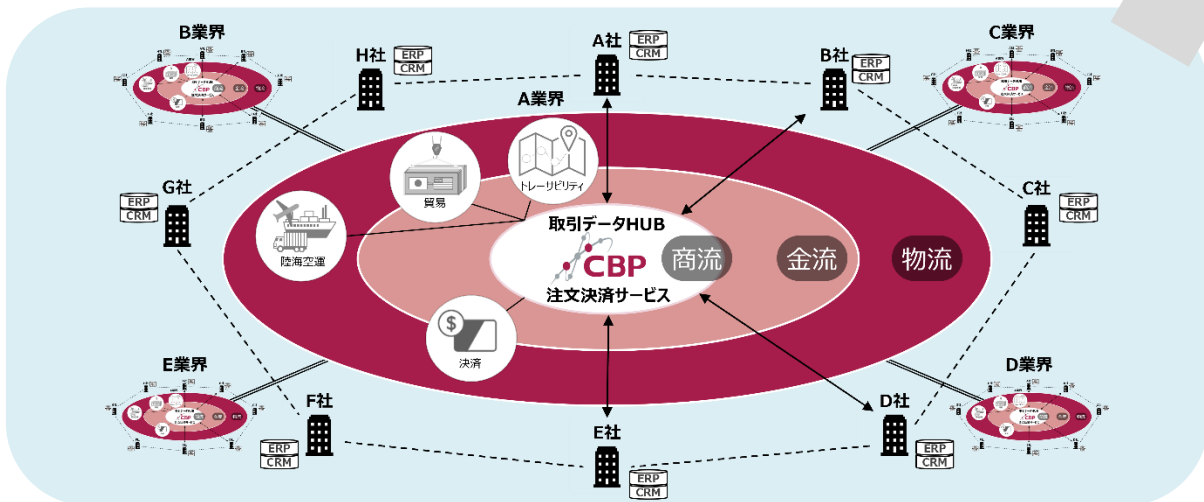 B業界
H社
ERP
CRM
A社
ERP
CRM
B社
ERP
CRM
C業界
A業界
G社
ERP
CRM
貿易
トレーリビリティ
陸海空運
C社
ERP
CRM
取引データHUB
CBP
注文決済サービス
商流
金流
物流
$
決済
E業界
D業界
F社
ERP
CRM
E社
ERP
CRM
D社
ERP
CRM